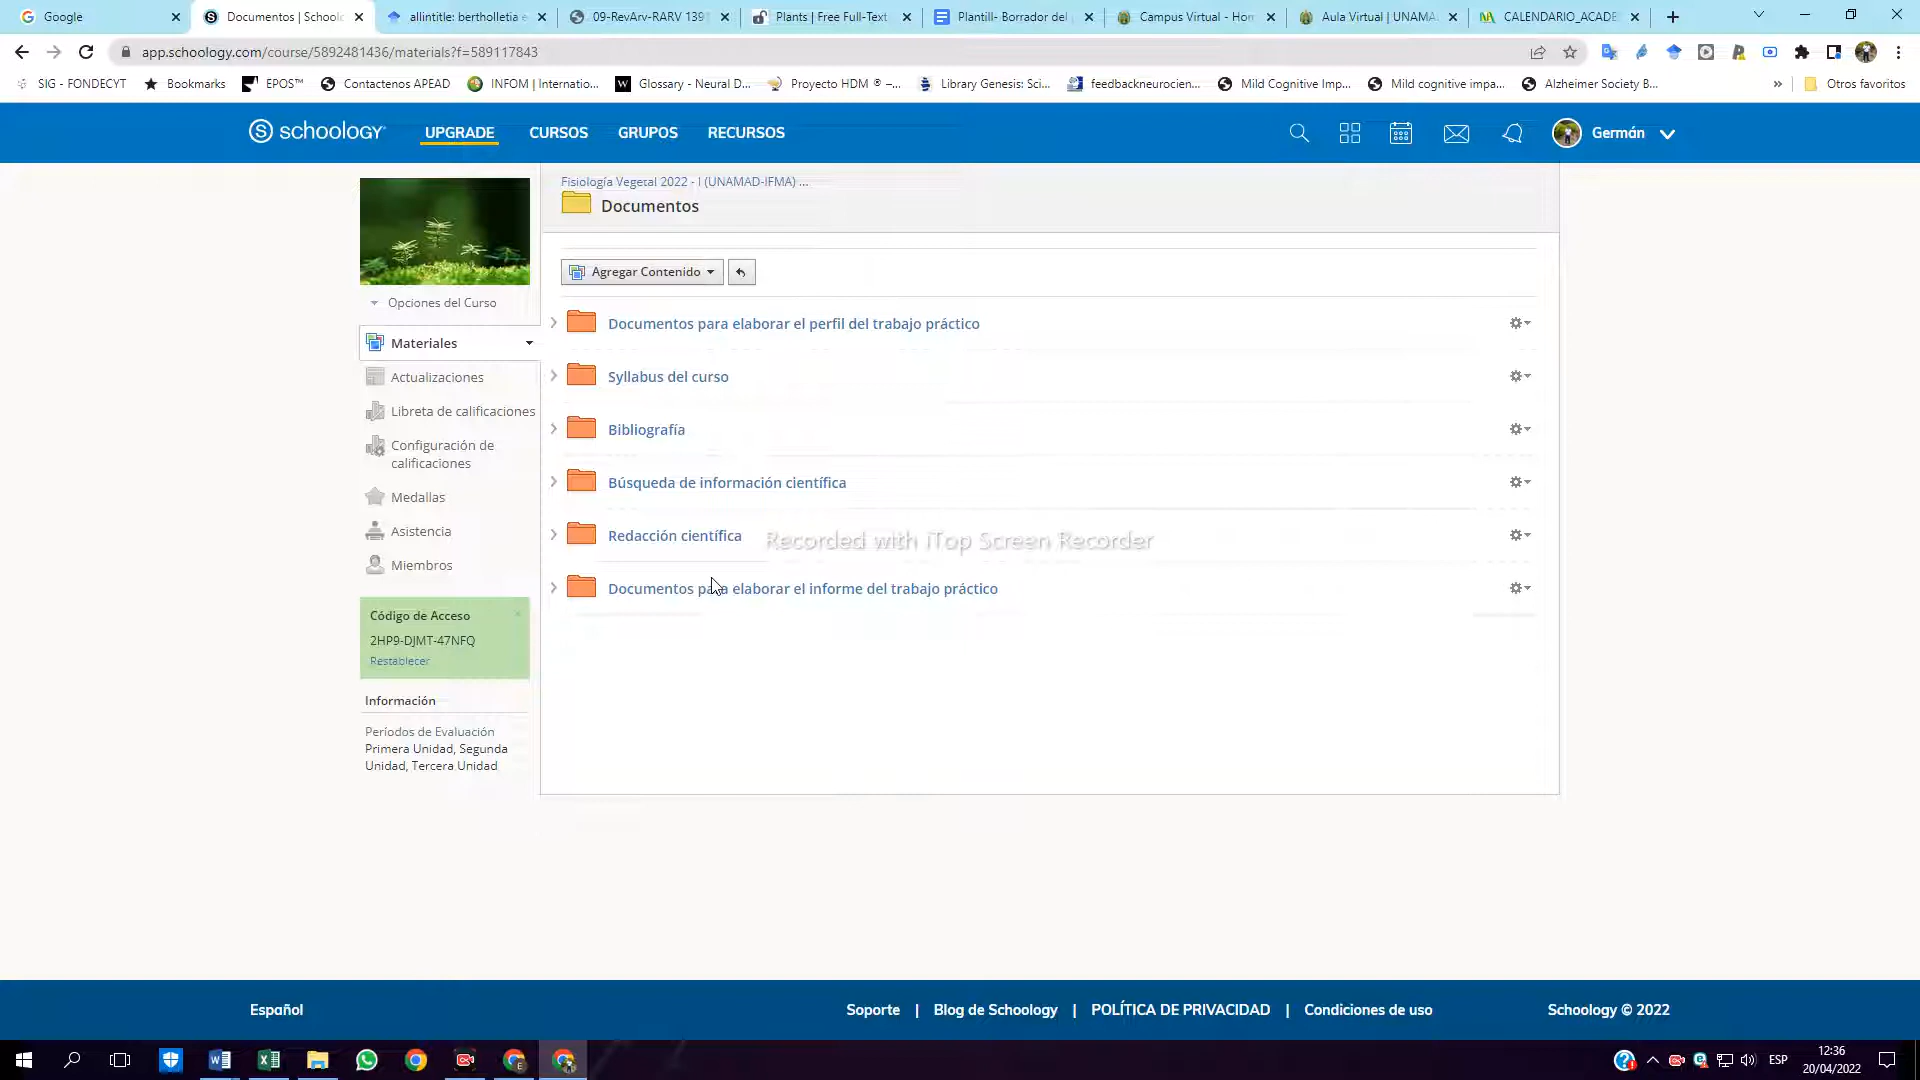 Google
Documentos | Schoolo
allintitle: bertholletia e
09-RevArv-RARV 1391
Plants | Free Full-Text
Plantill- Borrador del
Campus Virtual - Hom
Aula Virtual | UNAMA
CALENDARIO_ACADE
app.schoology.com/course/5892481436/materials?f=589117843
SIG - FONDECYT
Bookmarks
EPOS™
Contactenos APEAD
INFOM | Internatio...
Glossary - Neural D...
Proyecto HDM ® –...
Library Genesis: Sci...
feedbackneurocien...
Mild Cognitive Imp...
Mild cognitive impa...
Alzheimer Society B...
»
Otros favoritos
schoology
UPGRADE
CURSOS
GRUPOS
RECURSOS
Germán
Fisiología Vegetal 2022 - I (UNAMAD-IFMA) ...
Documentos
Opciones del Curso
Materiales
Actualizaciones
Libreta de calificaciones
Configuración de
calificaciones
Medallas
Asistencia
Miembros
Código de Acceso
2HP9-DJMT-47NFQ
Restablecer
Información
Períodos de Evaluación
Primera Unidad, Segunda
Unidad, Tercera Unidad
Agregar Contenido
Documentos para elaborar el perfil del trabajo práctico
Syllabus del curso
Bibliografía
Búsqueda de información científica
Redacción científica
Recorded with iTop Screen Recorder
Documentos para elaborar el informe del trabajo práctico
Español
Soporte | Blog de Schoology | POLÍTICA DE PRIVACIDAD | Condiciones de uso
Schoology © 2022
ESP
12:36
20/04/2022